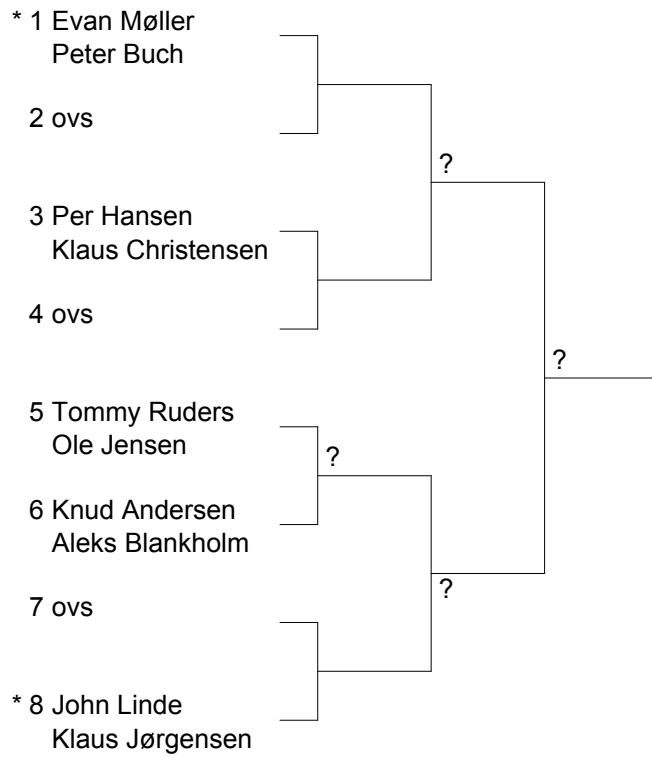 * 1 Evan Møller
Peter Buch
2 ovs
?
3 Per Hansen
Klaus Christensen
4 ovs
?
5 Tommy Ruders
Ole Jensen
?
6 Knud Andersen
Aleks Blankholm
?
7 ovs
* 8 John Linde
Klaus Jørgensen